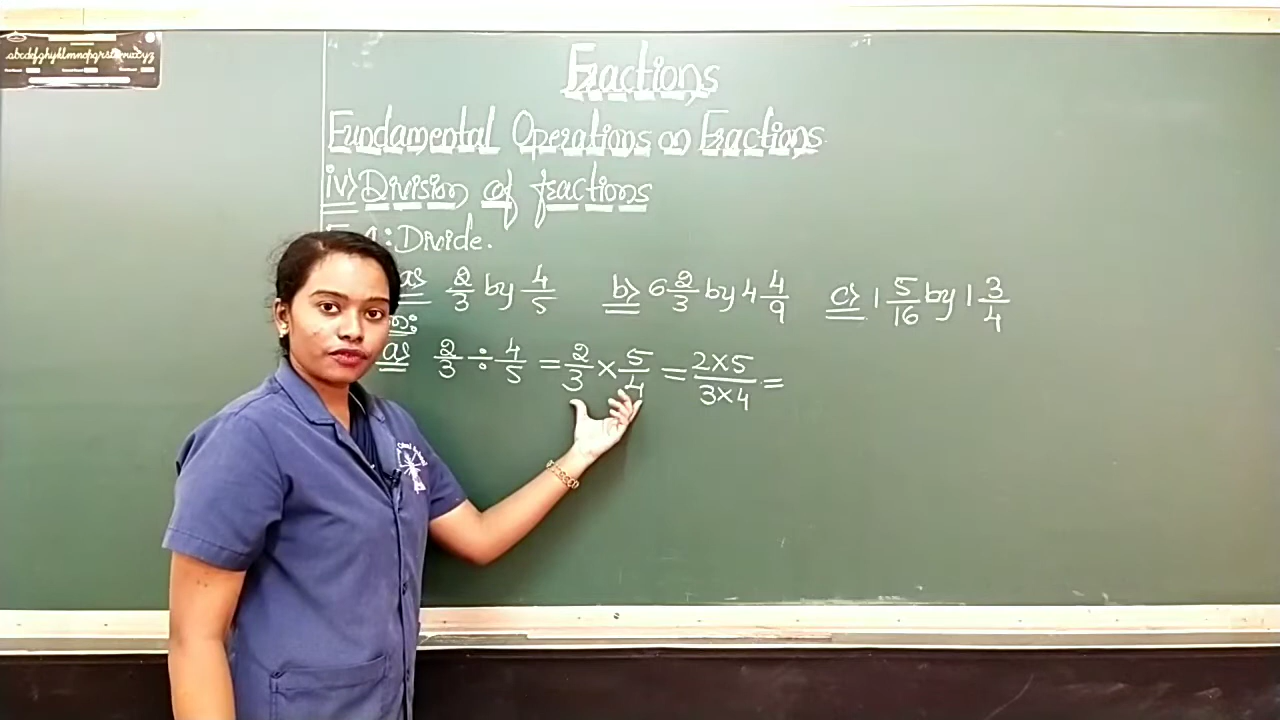 abcdefghijklmnopqrstuvwxyz
Fractions
Fundamental Operations on Fractions
iv) Division of fractions
: Divide.
a) 2/3 by 4/5 b) 6 2/3 by 4 4/9 c) 1 5/16 by 1 3/4
a) 2/3 ÷ 4/5 = 2/3 × 5/4 = 2×5/3×4 =